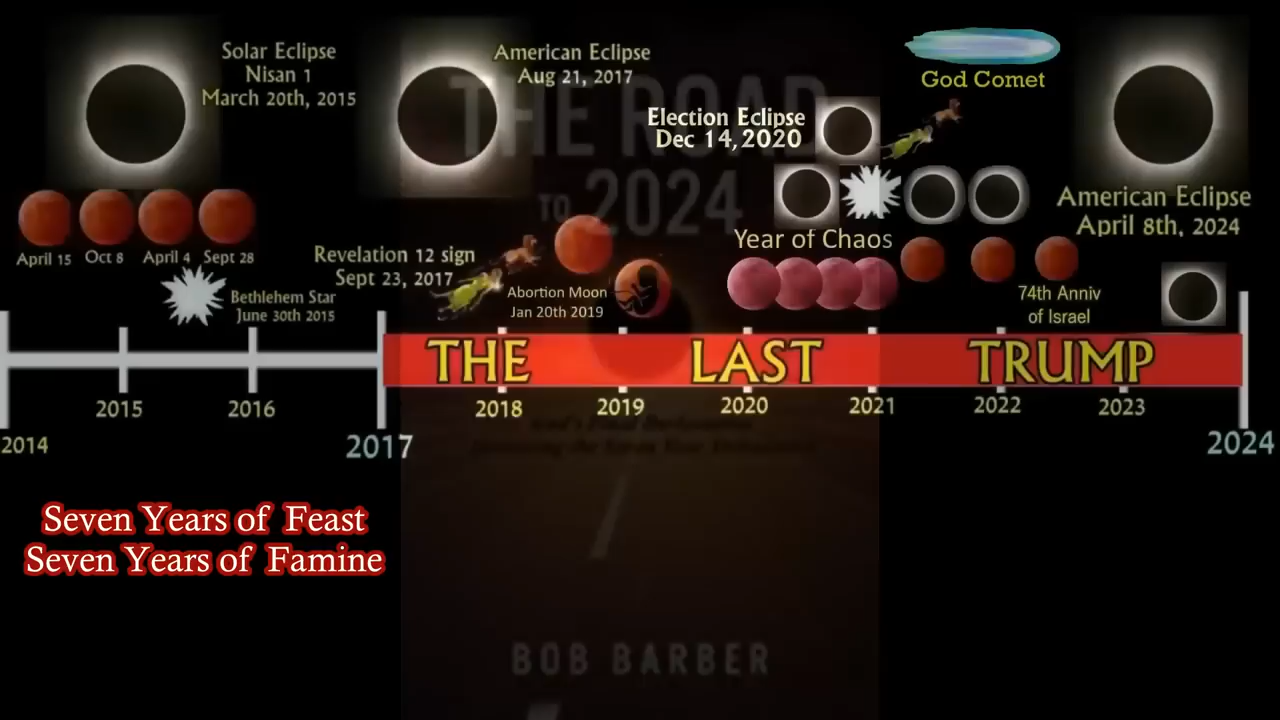 Solar Eclipse
Nisan 1
March 20th, 2015
American Eclipse
Aug 21, 2017
God Comet
THE ROAD
TO 2024
Election Eclipse
Dec 14,2020
American Eclipse
April 8th, 2024
Year of Chaos
April 15 Oct 8 April 4 Sept 28
Revelation 12 sign
Sept 23, 2017
Bethlehem Star
June 30th 2015
Abortion Moon
Jan 20th 2019
74th Anniv
of Israel
THE LAST TRUMP
2015 2016 2018 2019 2020 2021 2022 2023
2014 2017 2024
Seven Years of Feast
Seven Years of Famine
BOB BARBER